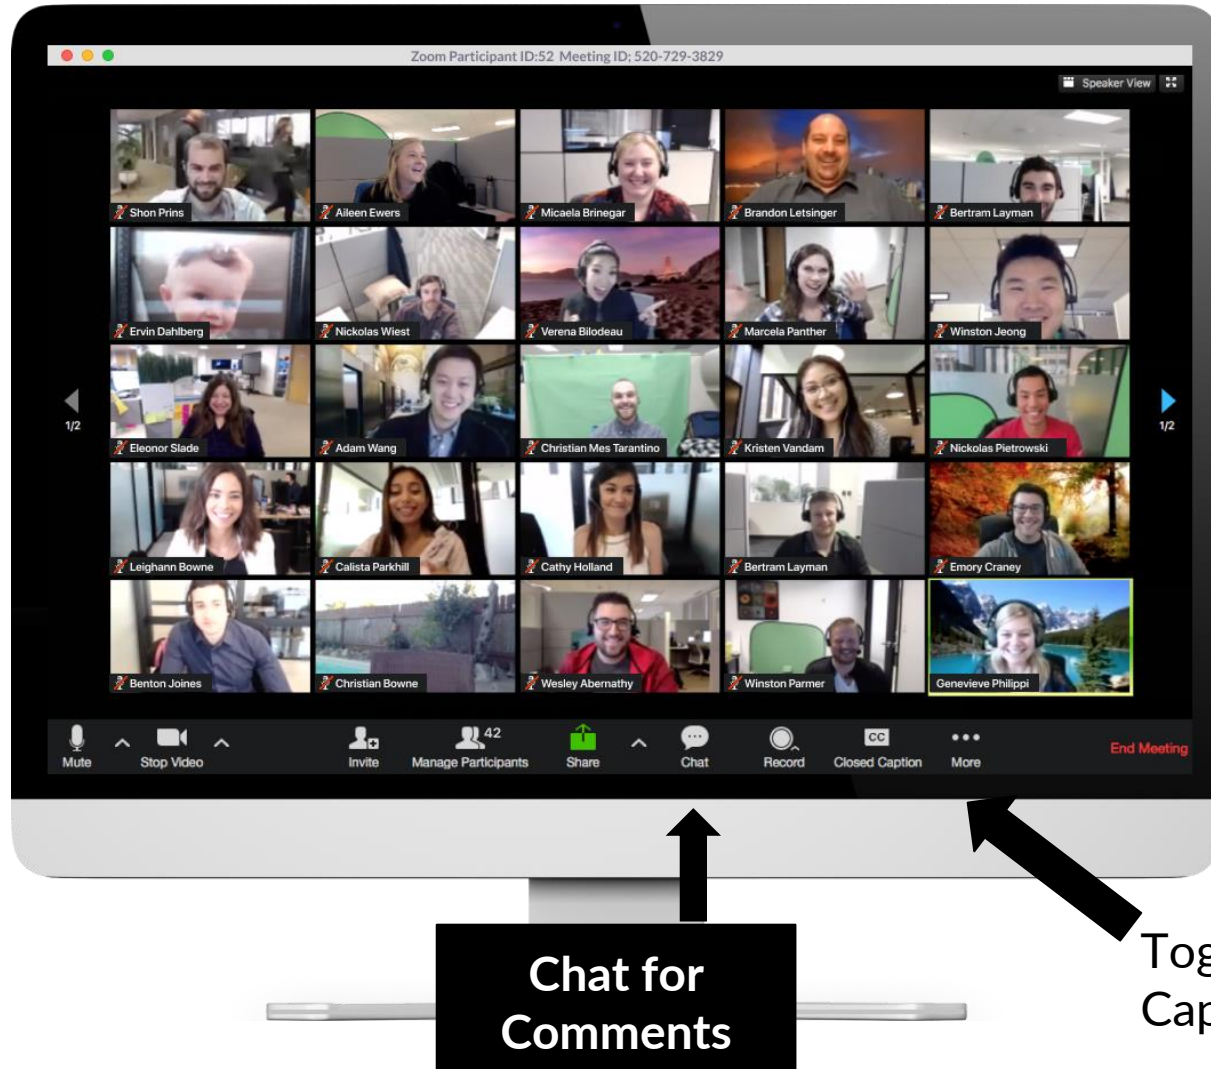 Zoom Participant ID:52 Meeting ID; 520-729-3829
Speaker View
Shon Prins
Aileen Ewers
Micaela Brinegar
Brandon Letsinger
Bertram Layman
Ervin Dahlberg
Nickolas Wiest
Verena Bilodeau
Marcela Panther
Winston Jeong
1/2
1/2
Eleonor Slade
Adam Wang
Christian Mes Tarantino
Kristen Vandam
Nickolas Pietrowski
Leighann Bowne
Calista Parkhill
Cathy Holland
Bertram Layman
Emory Craney
Benton Joines
Christian Bowne
Wesley Abernathy
Winston Parmer
Genevieve Philippi
42
CC
Mute
Stop Video
Invite
Manage Participants
Share
Chat
Record
Closed Caption
More
End Meeting
Chat for
Comments
Tog
Cap